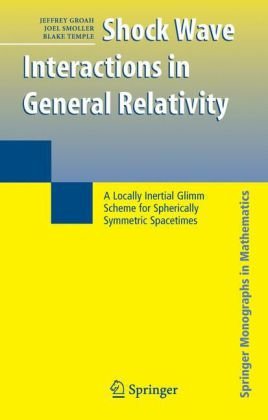 JEFFREY GROAH
JOEL SMOLLER
BLAKE TEMPLE
Shock Wave
Interactions in
General Relativity
A Locally Inertial Glimm
Scheme for Spherically
Symmetric Spacetimes
Springer Monographs in Mathematics
Springer